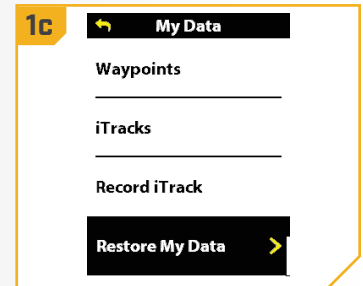 1c
My Data
Waypoints
iTracks
Record iTrack
Restore My Data